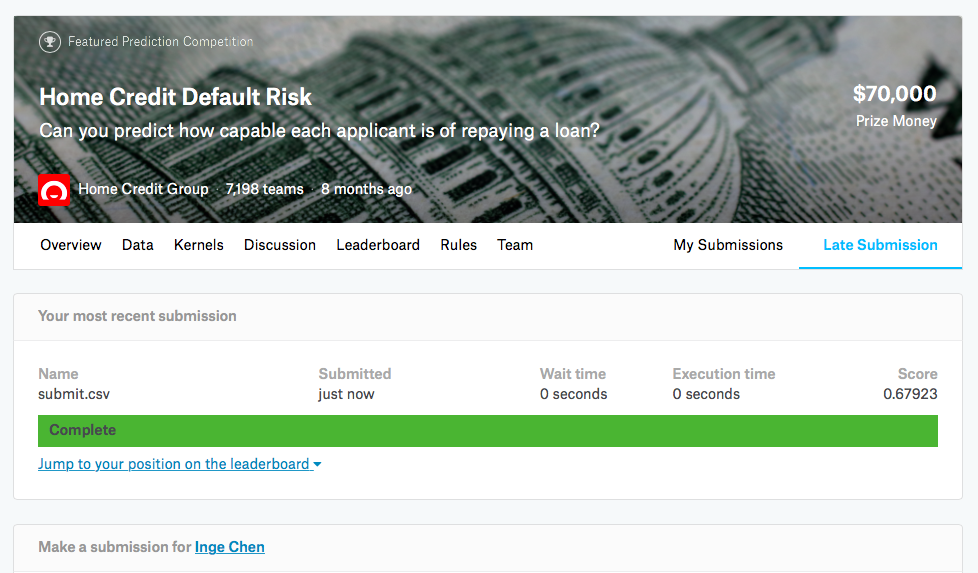 Featured Prediction Competition
Home Credit Default Risk
Can you predict how capable each applicant is of repaying a loan?
$70,000
Prize Money
Home Credit Group · 7,198 teams · 8 months ago
Overview Data Kernels Discussion Leaderboard Rules Team My Submissions Late Submission
Your most recent submission
Name Submitted Wait time Execution time Score
submit.csv just now 0 seconds 0 seconds 0.67923
Complete
Jump to your position on the leaderboard
Make a submission for Inge Chen